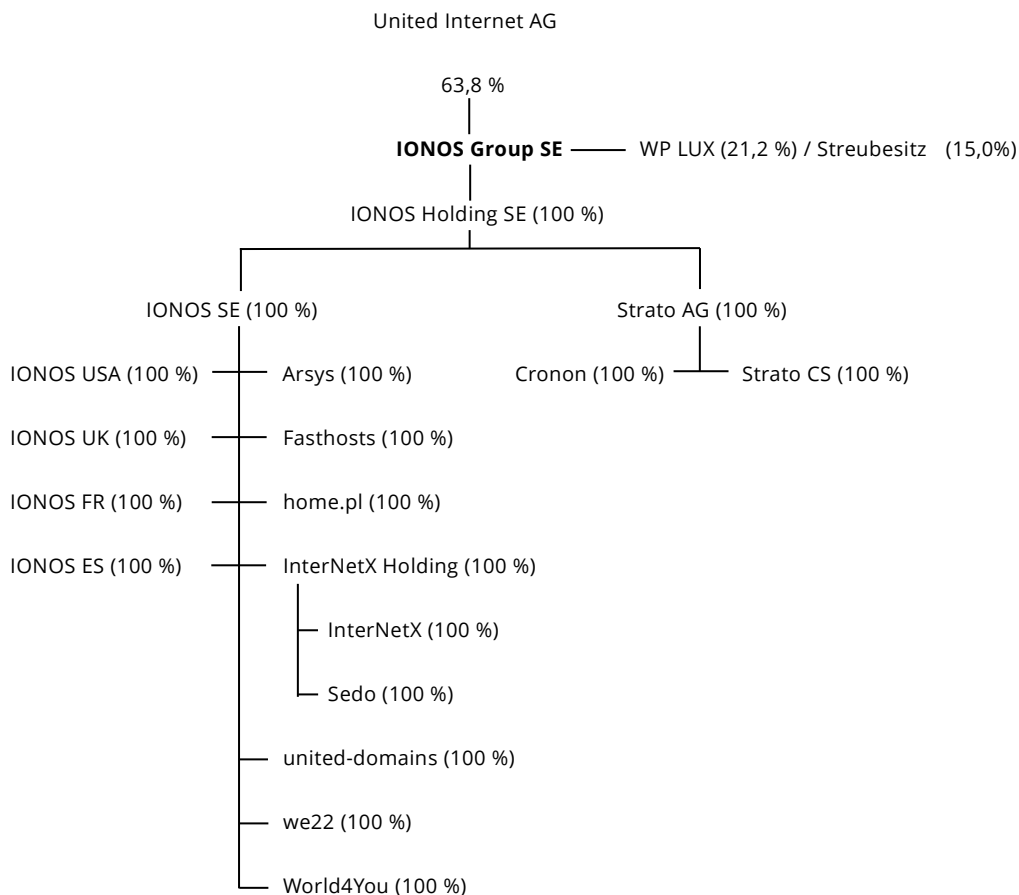 United Internet AG
63,8 %
IONOS Group SE WP LUX (21,2 %) / Streubesitz (15,0%)
IONOS Holding SE (100 %)
IONOS SE (100 %) Strato AG (100 %)
IONOS USA (100 %) Arsys (100 %) Cronon (100 %) Strato CS (100 %)
IONOS UK (100 %) Fasthosts (100 %)
IONOS FR (100 %) home.pl (100 %)
IONOS ES (100 %) InterNetX Holding (100 %)
InterNetX (100 %)
Sedo (100 %)
united-domains (100 %)
we22 (100 %)
World4You (100 %)